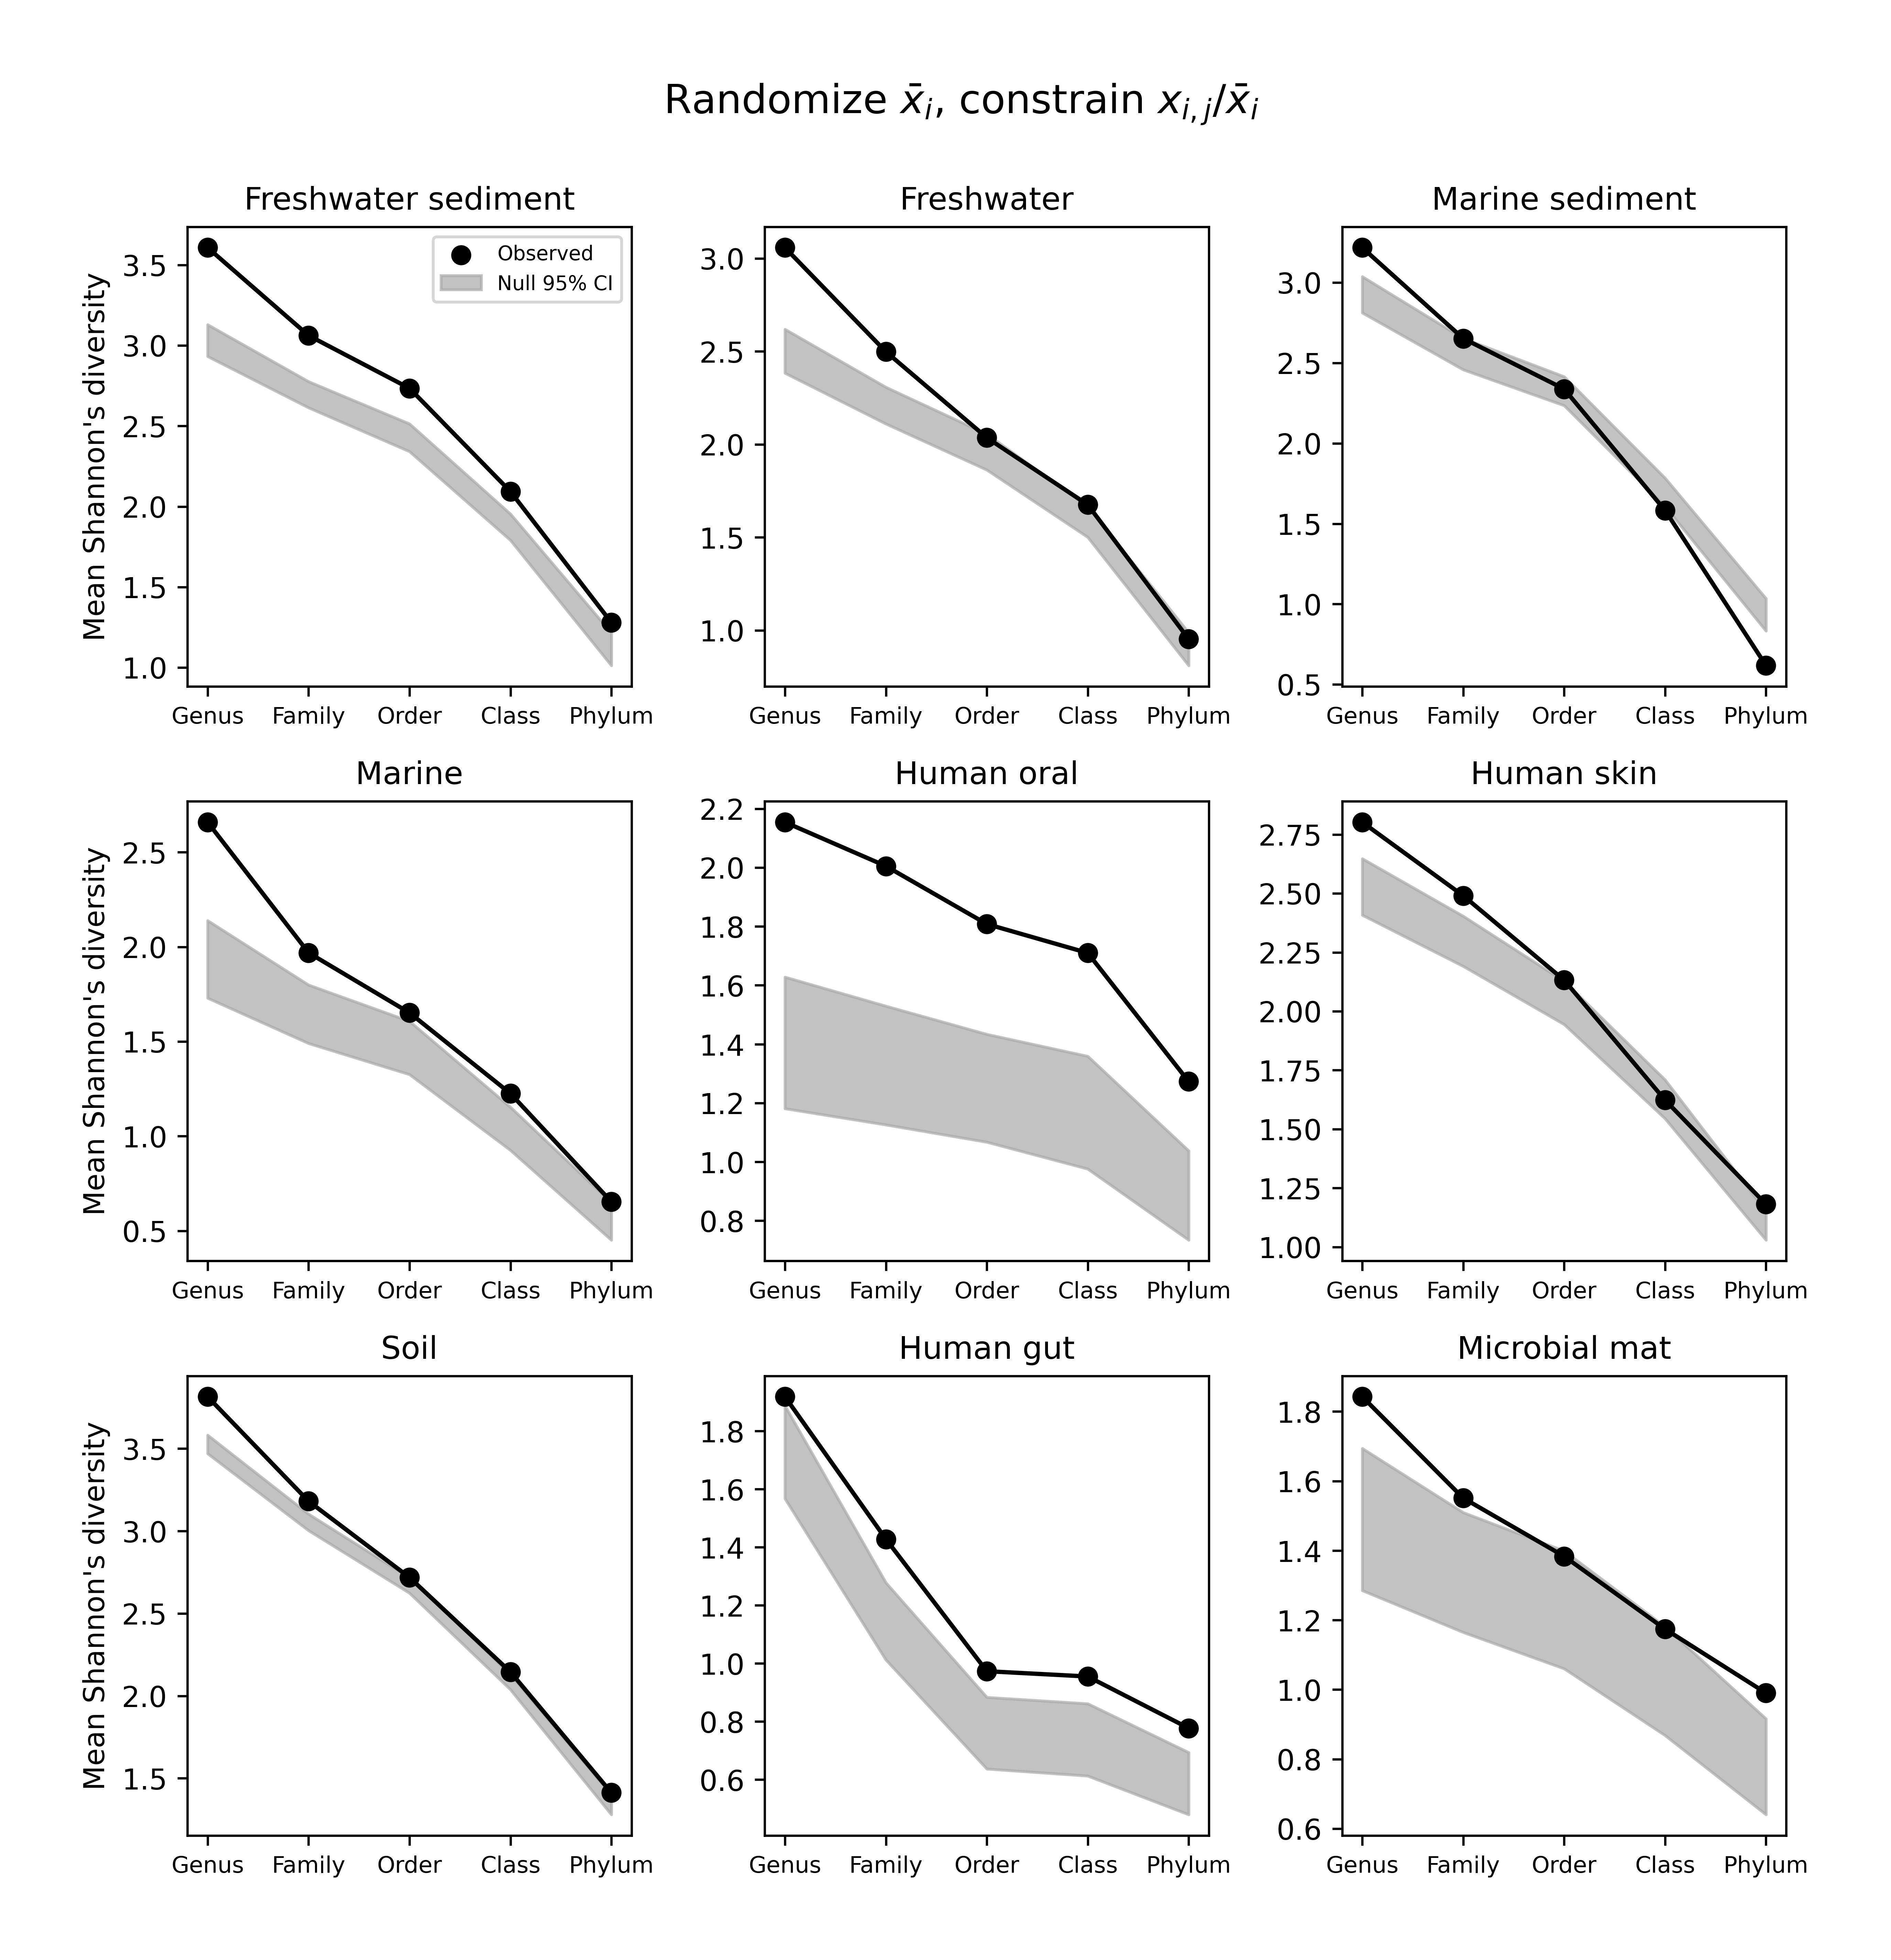 Randomize x̄ᵢ, constrain xᵢ,ⱼ/x̄ᵢ
Freshwater sediment
Mean Shannon's diversity
3.5
3.0
2.5
2.0
1.5
1.0
Observed
Null 95% CI
Genus Family Order Class Phylum
Freshwater
3.0
2.5
2.0
1.5
1.0
Genus Family Order Class Phylum
Marine sediment
3.0
2.5
2.0
1.5
1.0
0.5
Genus Family Order Class Phylum
Marine
Mean Shannon's diversity
2.5
2.0
1.5
1.0
0.5
Genus Family Order Class Phylum
Human oral
2.2
2.0
1.8
1.6
1.4
1.2
1.0
0.8
Genus Family Order Class Phylum
Human skin
2.75
2.50
2.25
2.00
1.75
1.50
1.25
1.00
Genus Family Order Class Phylum
Soil
Mean Shannon's diversity
3.5
3.0
2.5
2.0
1.5
Genus Family Order Class Phylum
Human gut
1.8
1.6
1.4
1.2
1.0
0.8
0.6
Genus Family Order Class Phylum
Microbial mat
1.8
1.6
1.4
1.2
1.0
0.8
0.6
Genus Family Order Class Phylum